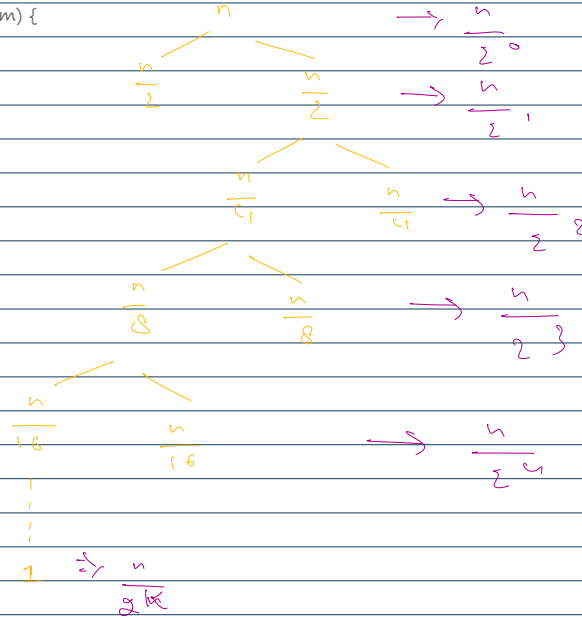 m) {
n → n/2^0
n/2 n/2 → n/2^1
n/4 n/4 → n/2^2
n/8 n/8 → n/2^3
n/16 n/16 → n/2^4
1 => n/2^k